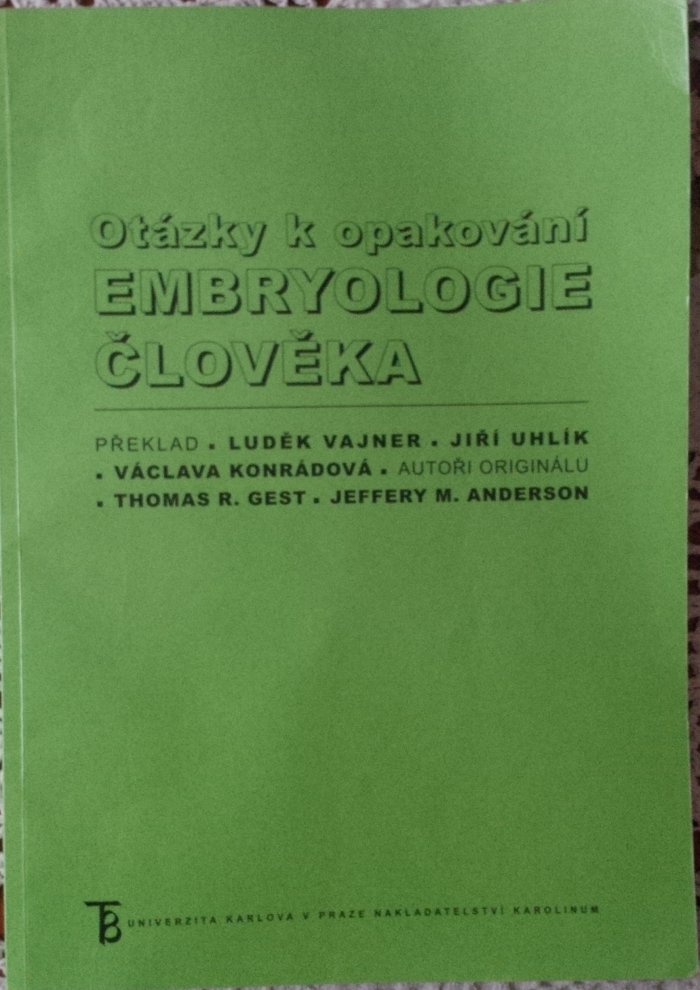 Otázky k opakování
EMBRYOLOGIE
ČLOVĚKA
PŘEKLAD ▪ LUDĚK VAJNER ▪ JIŘÍ UHLÍK
▪ VÁCLAVA KONRÁDOVÁ ▪ AUTOŘI ORIGINÁLU
▪ THOMAS R. GEST ▪ JEFFERY M. ANDERSON
UNIVERZITA KARLOVA V PRAZE NAKLADATELSTVÍ KAROLINUM